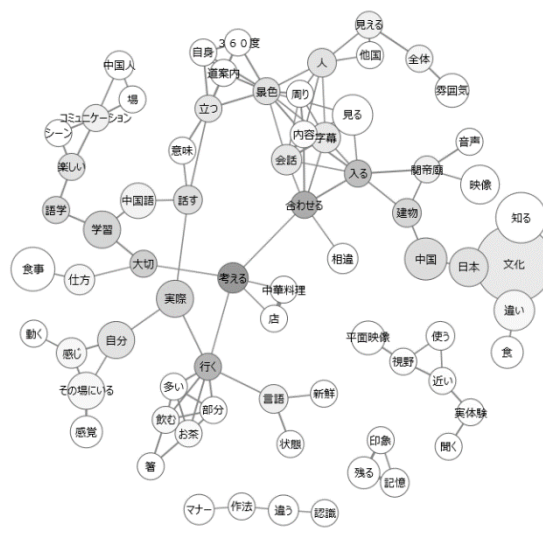 見える
３６０度
自身
人
他国
全体
中国人
道案内
雰囲気
景色
周り
場
立つ
見る
コミュニケーション
シーン
内容
字幕
音声
意味
会話
楽しい
入る
関帝廟
映像
中国語
話す
語学
合わせる
建物
知る
学習
相違
中国
日本
文化
大切
食事
仕方
考える
中華料理
実際
違い
店
動く
自分
平面映像
使う
感じ
視野
食
行く
近い
その場にいる
多い
言語
新鮮
部分
実体験
飲む
お茶
感覚
状態
印象
聞く
箸
残る
記憶
マナー
作法
違う
認識